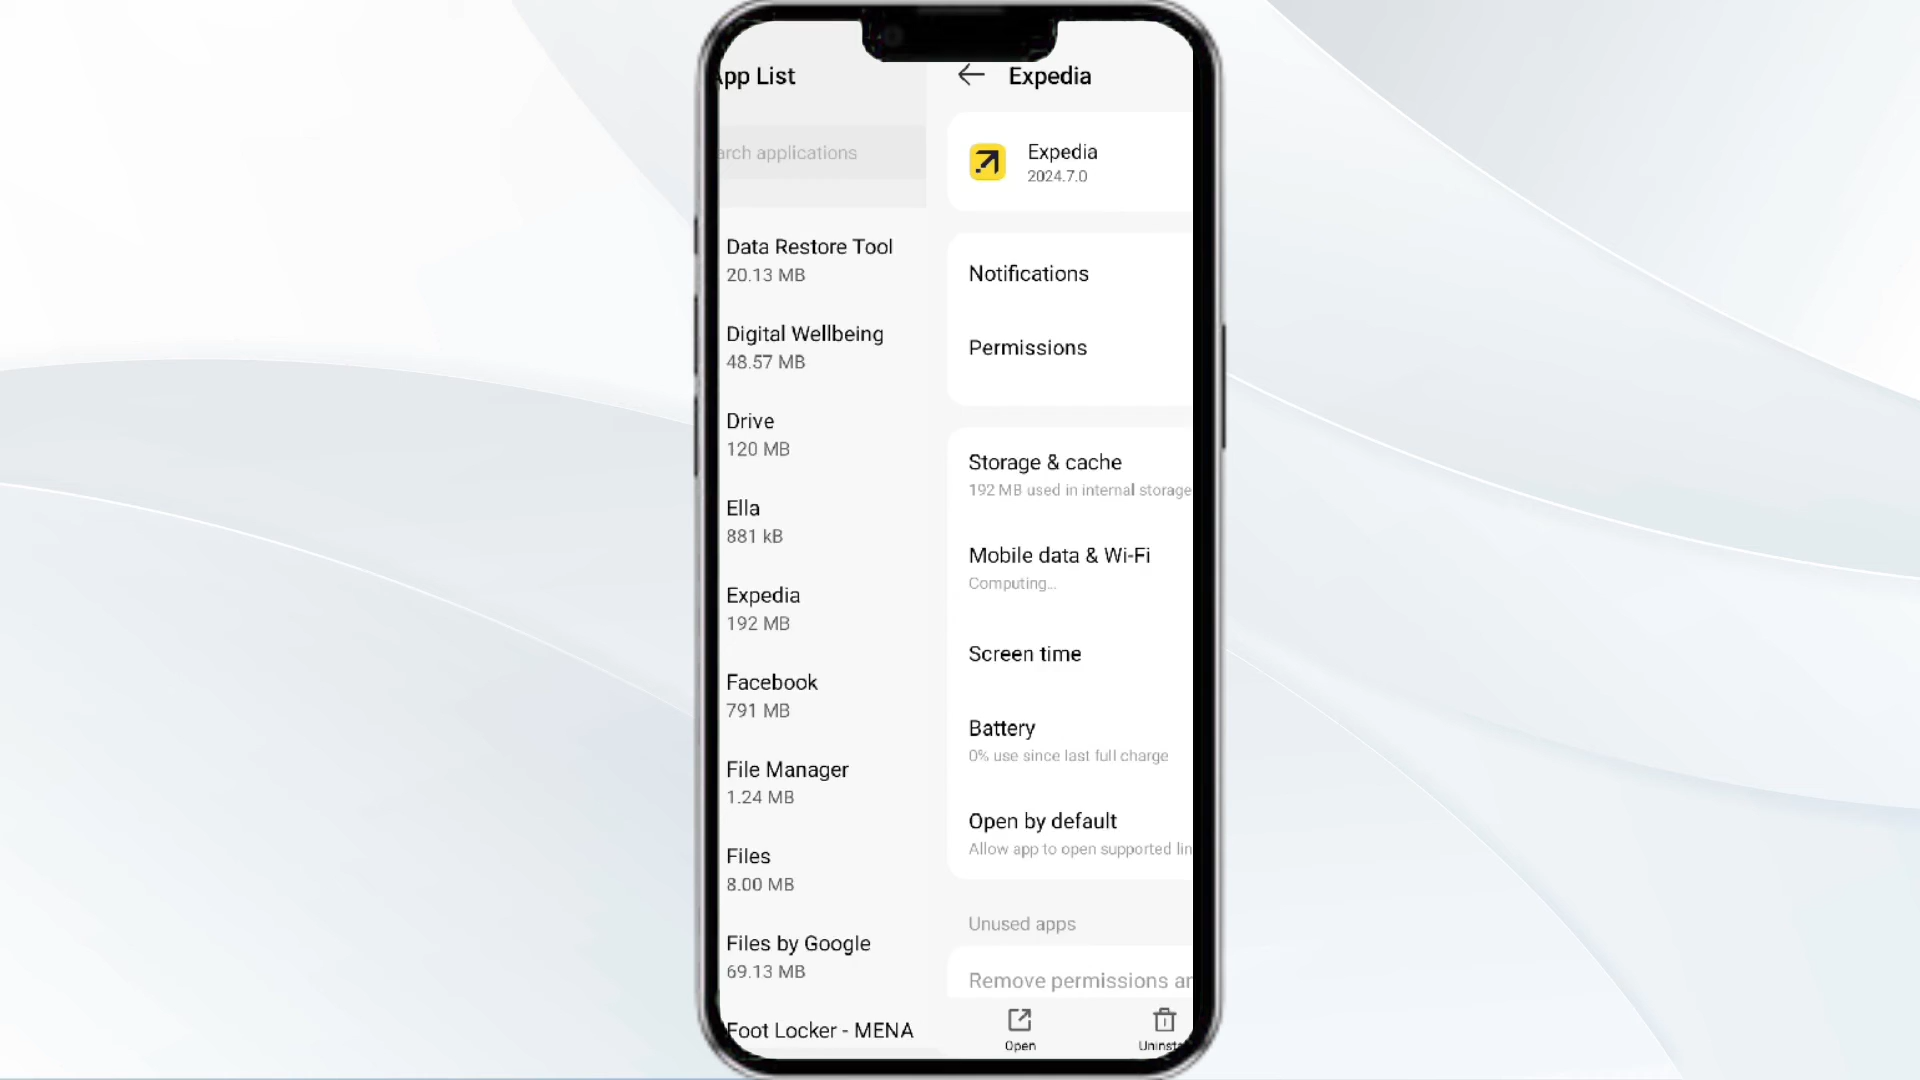 App List
arch applications
Data Restore Tool
20.13 MB
Digital Wellbeing
48.57 MB
Drive
120 MB
Ella
881 kB
Expedia
192 MB
Facebook
791 MB
File Manager
1.24 MB
Files
8.00 MB
Files by Google
69.13 MB
Foot Locker - MENA
Expedia
Expedia
2024.7.0
Notifications
Permissions
Storage & cache
192 MB used in internal storage
Mobile data & Wi-Fi
Computing...
Screen time
Battery
0% use since last full charge
Open by default
Allow app to open supported lin
Unused apps
Remove permissions an
Open
Uninsta